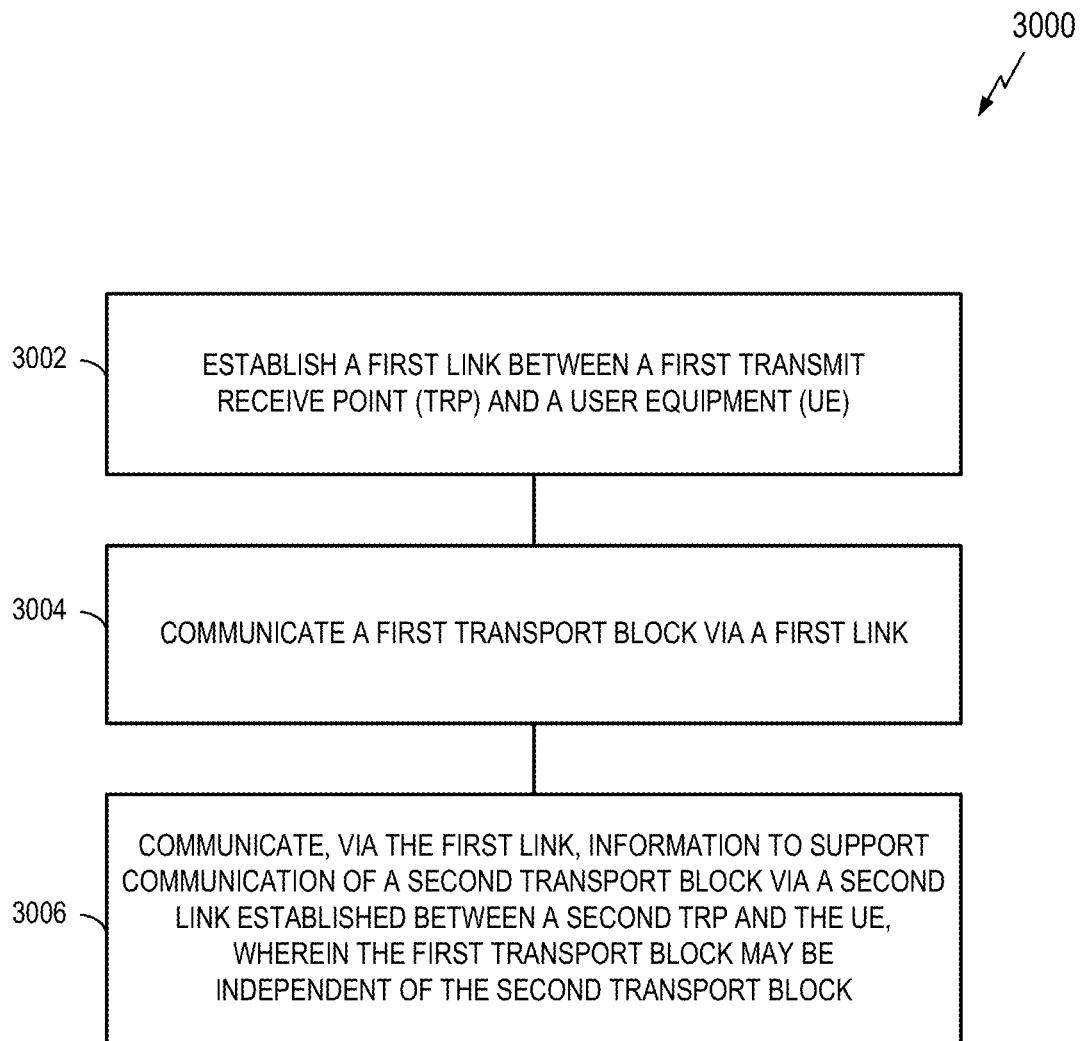 3000
3002
ESTABLISH A FIRST LINK BETWEEN A FIRST TRANSMIT
RECEIVE POINT (TRP) AND A USER EQUIPMENT (UE)
3004
COMMUNICATE A FIRST TRANSPORT BLOCK VIA A FIRST LINK
3006
COMMUNICATE, VIA THE FIRST LINK, INFORMATION TO SUPPORT
COMMUNICATION OF A SECOND TRANSPORT BLOCK VIA A SECOND
LINK ESTABLISHED BETWEEN A SECOND TRP AND THE UE,
WHEREIN THE FIRST TRANSPORT BLOCK MAY BE
INDEPENDENT OF THE SECOND TRANSPORT BLOCK